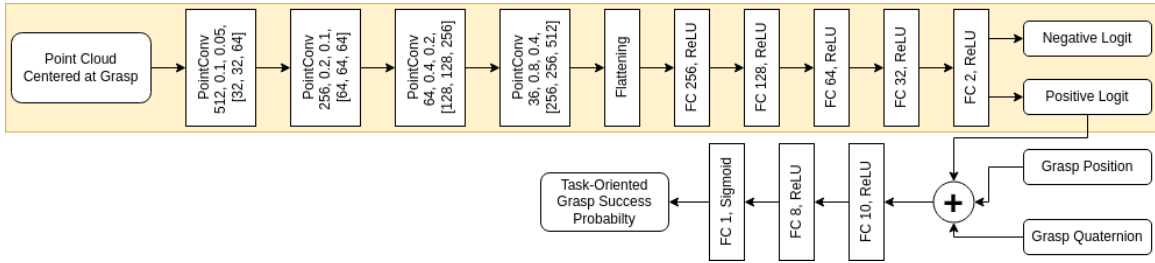 Point Cloud
Centered at Grasp
PointConv
512, 0.1, 0.05,
[32, 32, 64]
PointConv
256, 0.2, 0.1,
[64, 64, 64]
PointConv
64, 0.4, 0.2,
[128, 128, 256]
PointConv
36, 0.8, 0.4,
[256, 256, 512]
Flattening
FC 256, ReLU
FC 128, ReLU
FC 64, ReLU
FC 32, ReLU
FC 2, ReLU
Negative Logit
Positive Logit
Grasp Position
Grasp Quaternion
+
FC 10, ReLU
FC 8, ReLU
FC 1, Sigmoid
Task-Oriented
Grasp Success
Probabilty